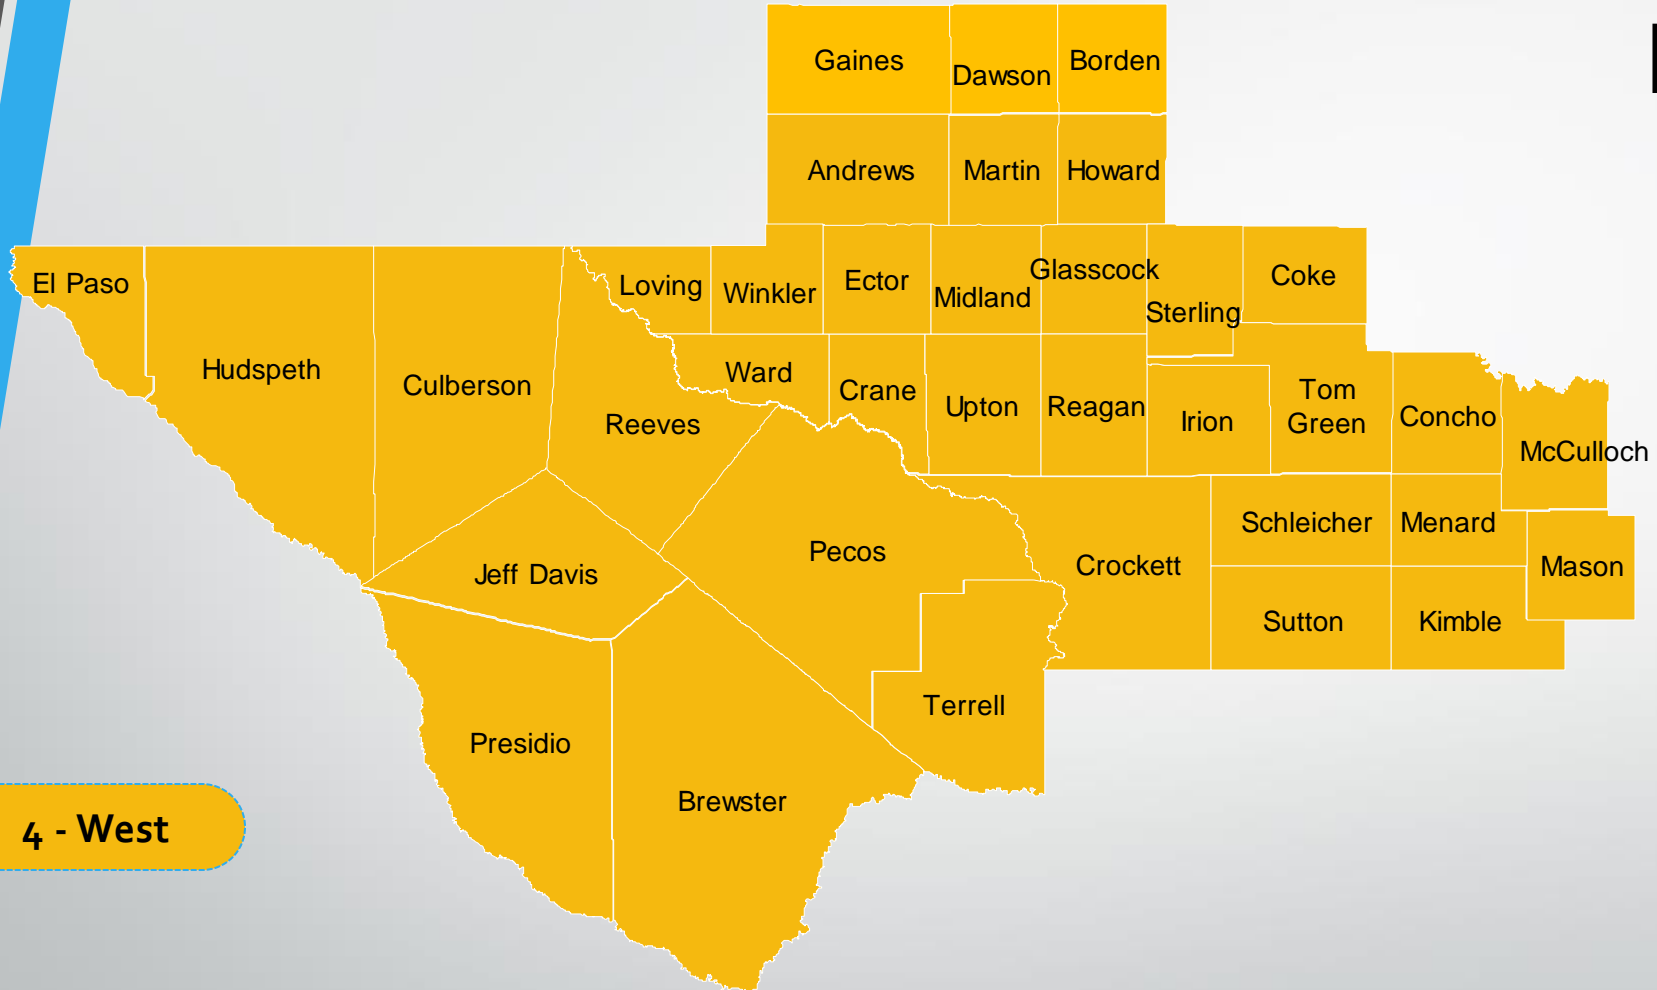 Gaines
Dawson
Borden
Andrews
Martin
Howard
El Paso
Loving
Winkler
Ector
Midland
Glasscock
Sterling
Coke
Hudspeth
Culberson
Reeves
Ward
Crane
Upton
Reagan
Irion
Tom
Green
Concho
McCulloch
Jeff Davis
Pecos
Crockett
Schleicher
Menard
Mason
Sutton
Kimble
Terrell
Presidio
Brewster
4 - West